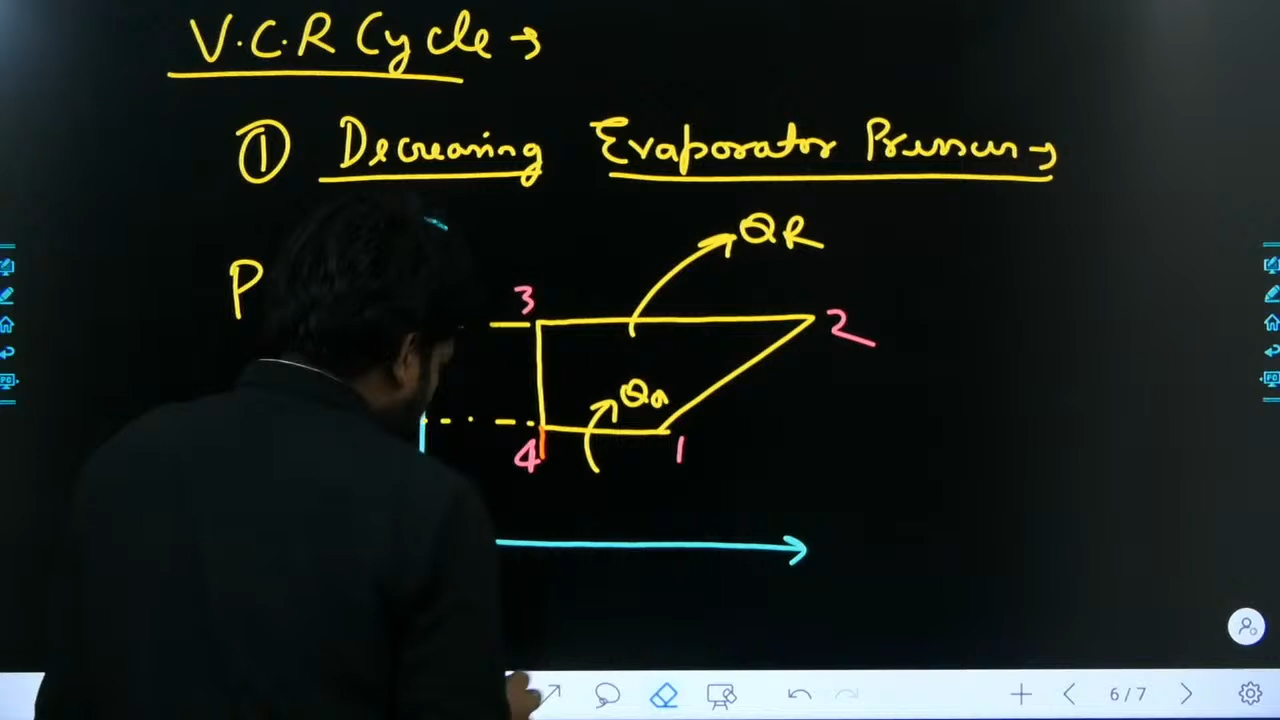 V.C.R Cycle →
① Decreasing Evaporator Pressure →
QR
P
3
2
Qa
4
1
6 / 7